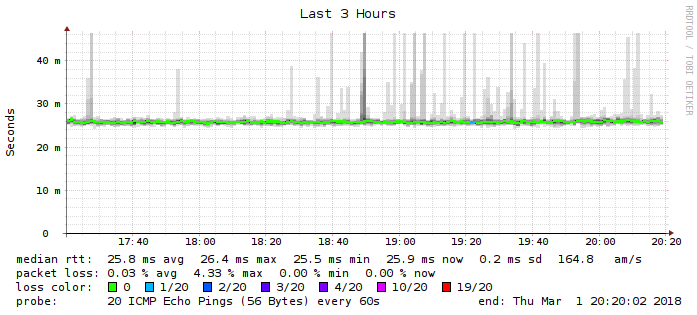 Last 3 Hours
RRDTOOL / TOBI OETIKER
Seconds
40 m
30 m
20 m
10 m
0
17:40 18:00 18:20 18:40 19:00 19:20 19:40 20:00 20:20
median rtt: 25.8 ms avg 26.4 ms max 25.5 ms min 25.9 ms now 0.2 ms sd 164.8 am/s
packet loss: 0.03 % avg 4.33 % max 0.00 % min 0.00 % now
loss color: 0 1/20 2/20 3/20 4/20 10/20 19/20
probe: 20 ICMP Echo Pings (56 Bytes) every 60s end: Thu Mar 1 20:20:02 2018